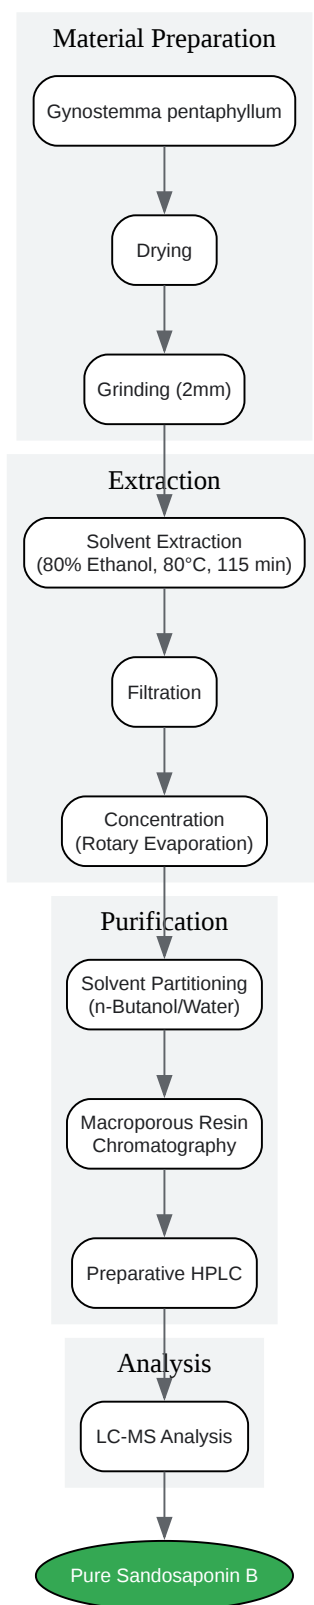 Material Preparation
Gynostemma pentaphyllum
Drying
Grinding (2mm)
Extraction
Solvent Extraction
(80% Ethanol, 80°C, 115 min)
Filtration
Concentration
(Rotary Evaporation)
Purification
Solvent Partitioning
(n-Butanol/Water)
Macroporous Resin
Chromatography
Preparative HPLC
Analysis
LC-MS Analysis
Pure Sandosaponin B